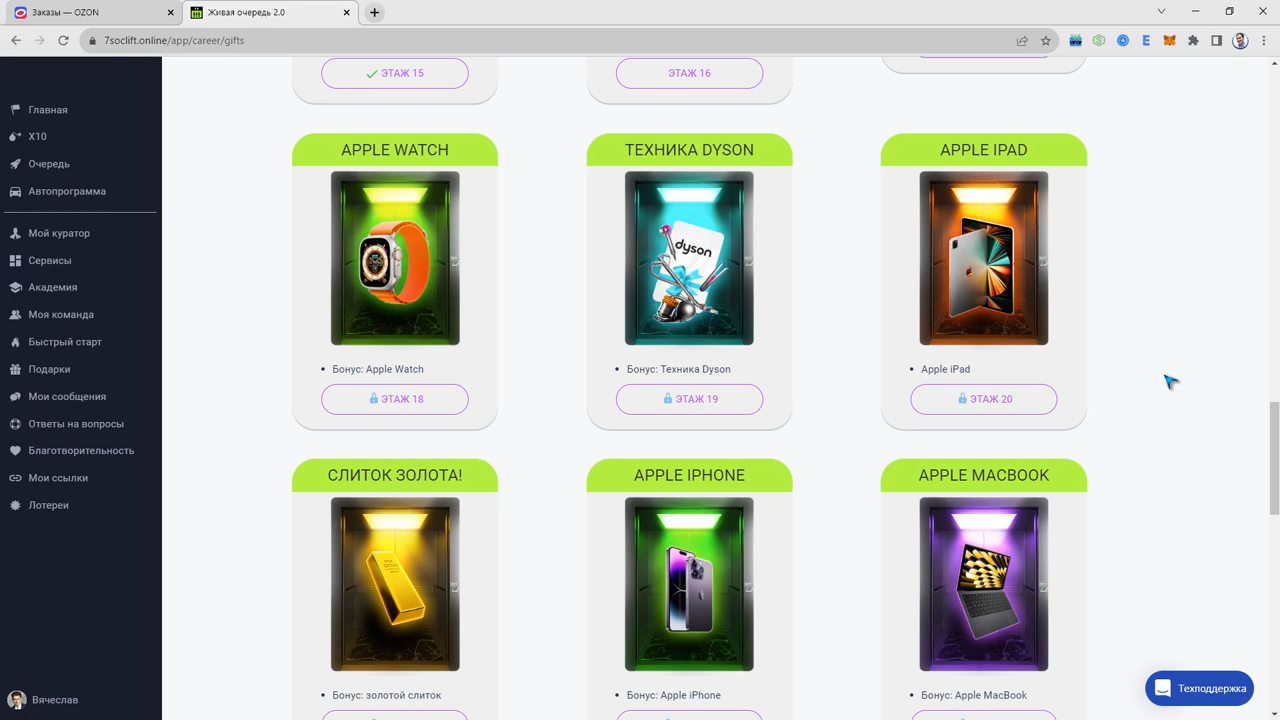 Заказы — OZON
Живая очередь 2.0
7soclift.online/app/career/gifts
Главная
X10
Очередь
Автопрограмма
Мой куратор
Сервисы
Академия
Моя команда
Быстрый старт
Подарки
Мои сообщения
Ответы на вопросы
Благотворительность
Мои ссылки
Лотереи
Вячеслав
ЭТАЖ 15
ЭТАЖ 16
APPLE WATCH
ТЕХНИКА DYSON
APPLE IPAD
dyson
Бонус: Apple Watch
Бонус: Техника Dyson
Apple iPad
ЭТАЖ 18
ЭТАЖ 19
ЭТАЖ 20
СЛИТОК ЗОЛОТА!
APPLE IPHONE
APPLE MACBOOK
Бонус: золотой слиток
Бонус: Apple iPhone
Бонус: Apple MacBook
Техподдержка